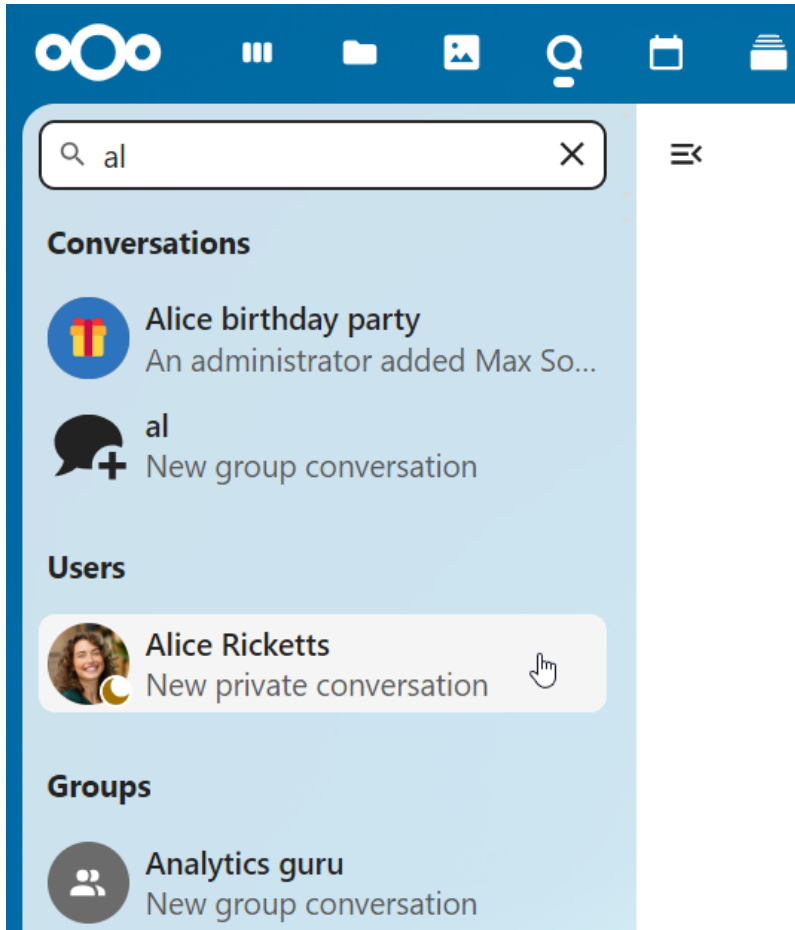 al
Conversations
Alice birthday party
An administrator added Max So...
al
New group conversation
Users
Alice Ricketts
New private conversation
Groups
Analytics guru
New group conversation